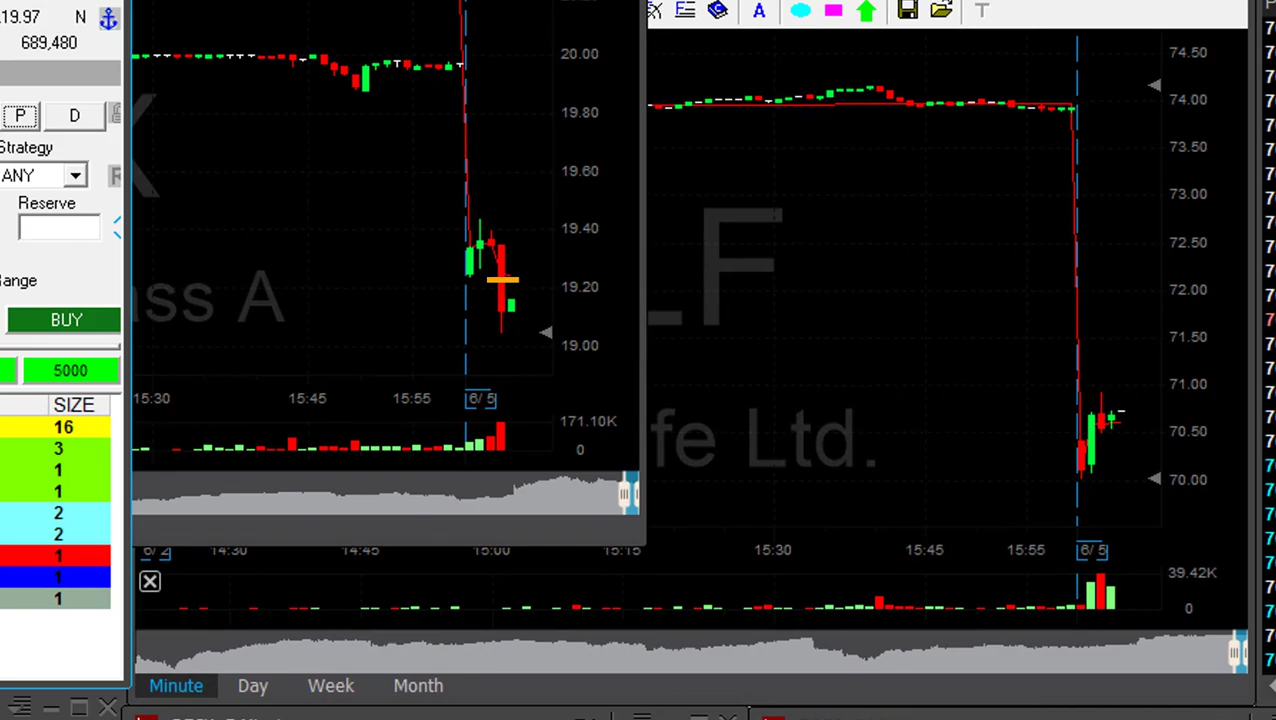 19.97 N
689,480
P D
Strategy
ANY
Reserve
ange
BUY
5000
SIZE
16
3
1
1
2
2
1
1
1
20.00
19.80
19.60
19.40
19.20
19.00
ass A
15:30 15:45 15:55 6/ 5
171.10K
0
A
T
74.50
74.00
73.50
73.00
72.50
72.00
71.50
71.00
70.50
70.00
LF
fe Ltd.
6/ 2 14:30 14:45 15:00 15:15 15:30 15:45 15:55 6/ 5
39.42K
0
Minute Day Week Month